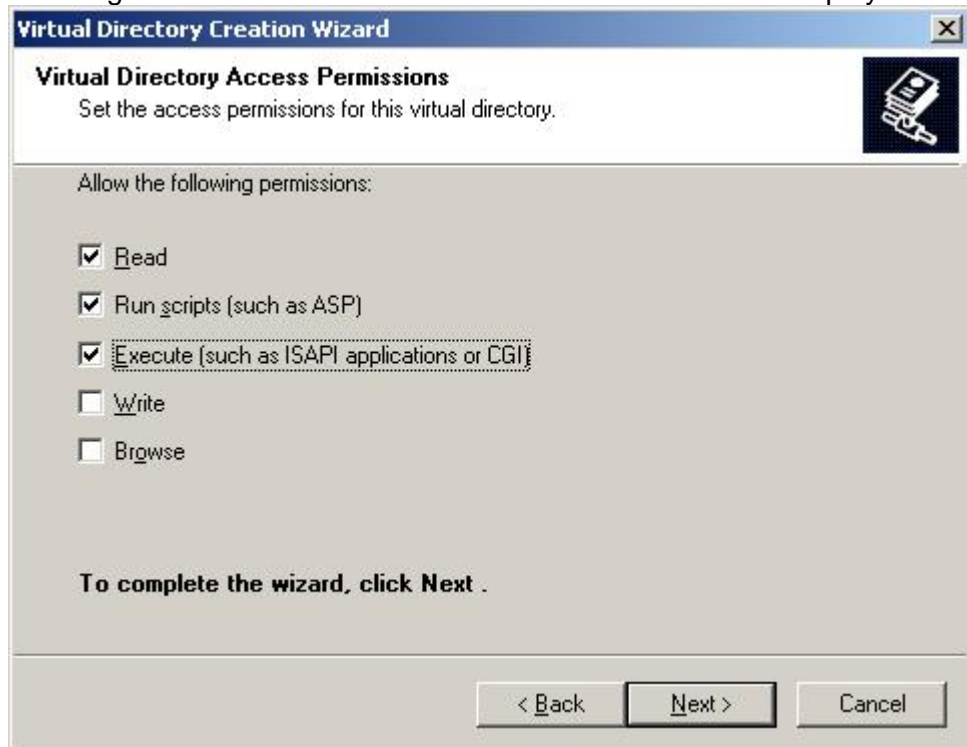 Virtual Directory Creation Wizard
Virtual Directory Access Permissions
Set the access permissions for this virtual directory.
Allow the following permissions:
Read
Run scripts (such as ASP)
Execute (such as ISAPI applications or CGI)
Write
Browse
To complete the wizard, click Next .
< Back Next > Cancel